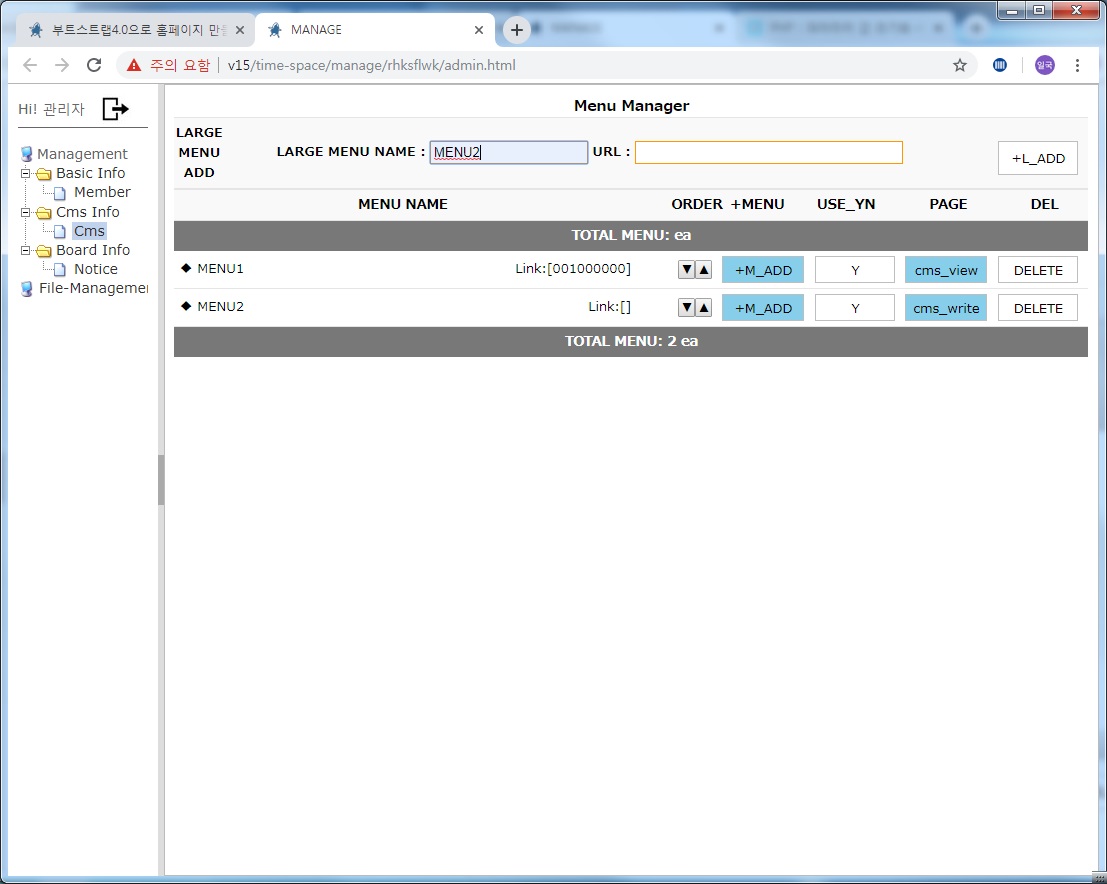 부트스트랩4.0으로 홈페이지 만들
MANAGE
주의 요함
v15/time-space/manage/rhksflwk/admin.html
일국
Hi! 관리자
Management
Basic Info
Member
Cms Info
Cms
Board Info
Notice
File-Managemen
Menu Manager
LARGE
MENU
ADD
LARGE MENU NAME : MENU2 URL :
+L_ADD
MENU NAME ORDER +MENU USE_YN PAGE DEL
TOTAL MENU: ea
◆ MENU1 Link:[001000000] ▼ ▲ +M_ADD Y cms_view DELETE
◆ MENU2 Link:[] ▼ ▲ +M_ADD Y cms_write DELETE
TOTAL MENU: 2 ea